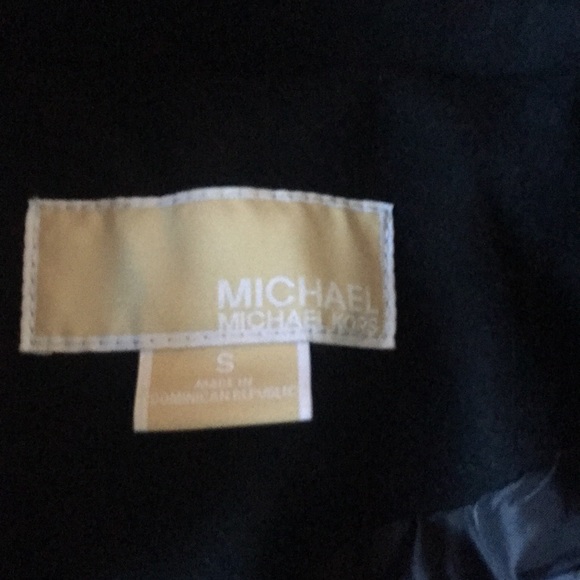 MICHAEL
MICHAEL KORS
S
MADE IN
DOMINICAN REPUBLIC